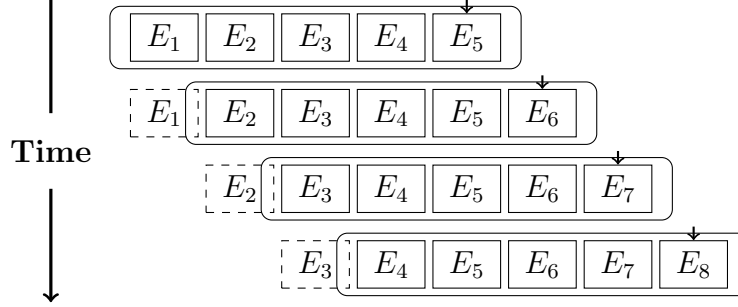 E₁ E₂ E₃ E₄ E₅
E₁ E₂ E₃ E₄ E₅ E₆
Time
E₂ E₃ E₄ E₅ E₆ E₇
E₃ E₄ E₅ E₆ E₇ E₈